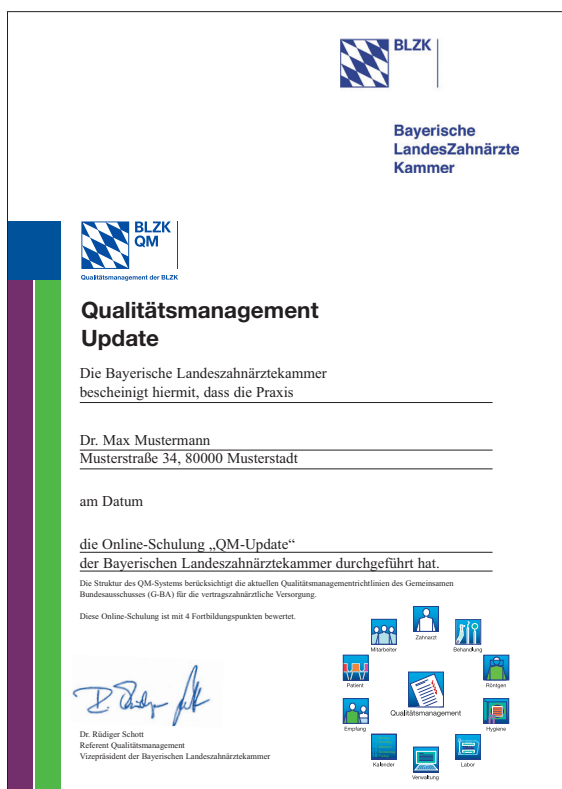 BLZK
Bayerische
LandesZahnärzte
Kammer
BLZK
QM
Qualitätsmanagement der BLZK
Qualitätsmanagement
Update
Die Bayerische Landeszahnärztekammer
bescheinigt hiermit, dass die Praxis
Dr. Max Mustermann
Musterstraße 34, 80000 Musterstadt
am Datum
die Online-Schulung „QM-Update“
der Bayerischen Landeszahnärztekammer durchgeführt hat.
Die Struktur des QM-Systems berücksichtigt die aktuellen Qualitätsmanagementrichtlinien des Gemeinsamen
Bundesausschusses (G-BA) für die vertragszahnärztliche Versorgung.
Diese Online-Schulung ist mit 4 Fortbildungspunkten bewertet.
Zahnarzt
Mitarbeiter
Behandlung
Patient
Röntgen
Qualitätsmanagement
Empfang
Hygiene
Kalender
Labor
Verwaltung
Dr. Rüdiger Schott
Referent Qualitätsmanagement
Vizepräsident der Bayerischen Landeszahnärztekammer